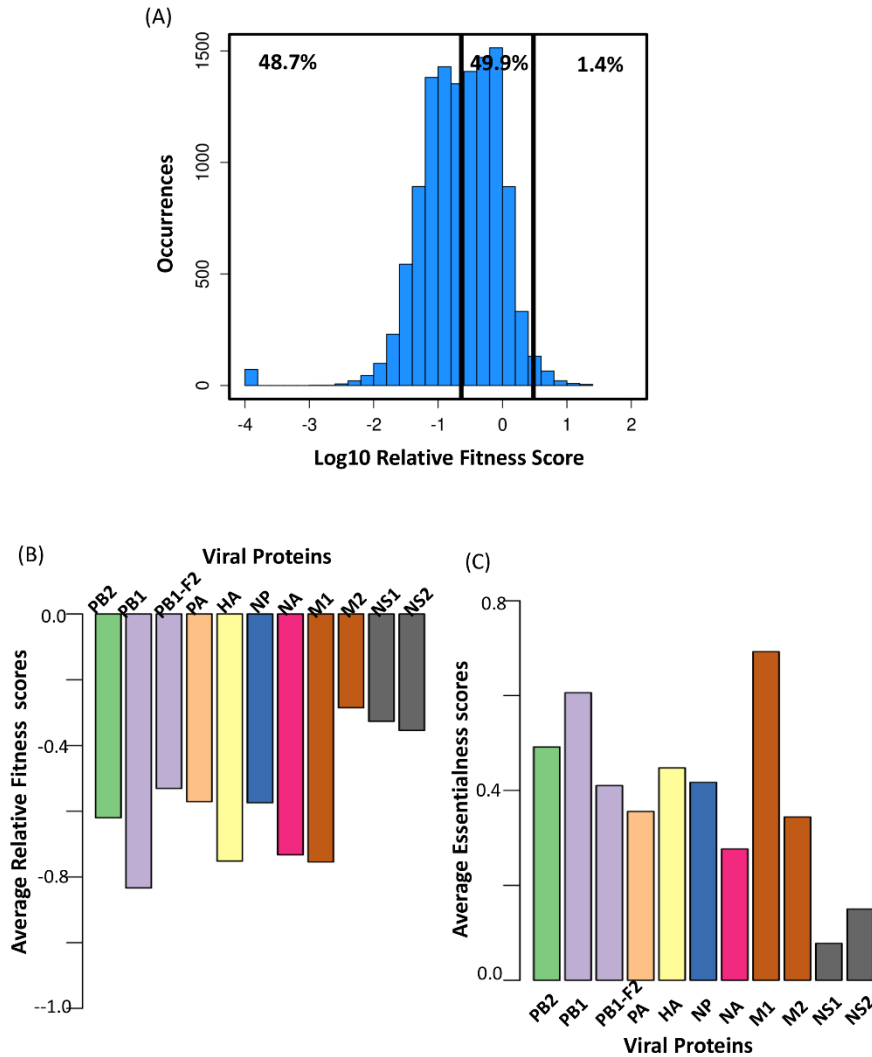 (A)
48.7% 49.9% 1.4%
1500
1000
500
0
Occurrences
-4 -3 -2 -1 0 1 2
Log10 Relative Fitness Score
(B)
Viral Proteins
PB2 PB1 PB1-F2 PA HA NP NA M1 M2 NS1 NS2
0.0
-0.4
-0.8
--1.0
Average Relative Fitness scores
(C)
0.8
0.4
0.0
Average Essentialness scores
PB2 PB1 PB1-F2 PA HA NP NA M1 M2 NS1 NS2
Viral Proteins